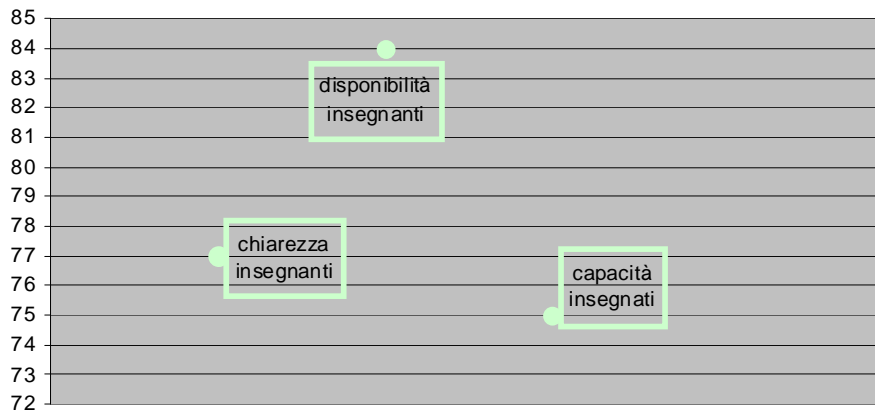 85
84
83
82
81
80
79
78
77
76
75
74
73
72
disponibilità
insegnanti
chiarezza
insegnanti
capacità
insegnati